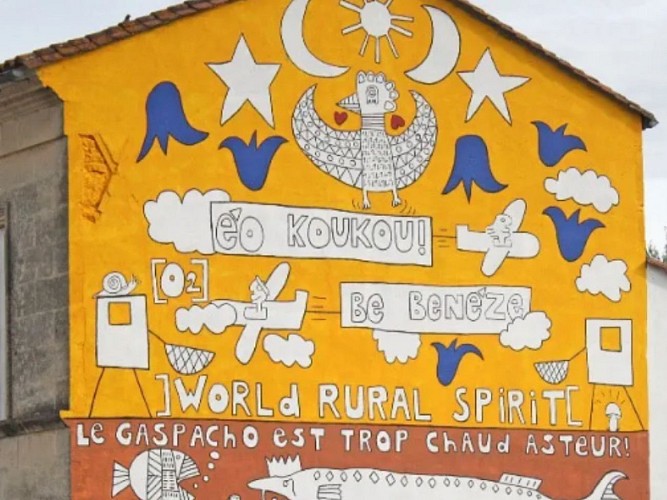 éo KOUKOU!
[O2]
Be Benéze
]WORLd RURAL SPiRiT[
Le GASPACHO eST TROP CHAUd ASTEUR!